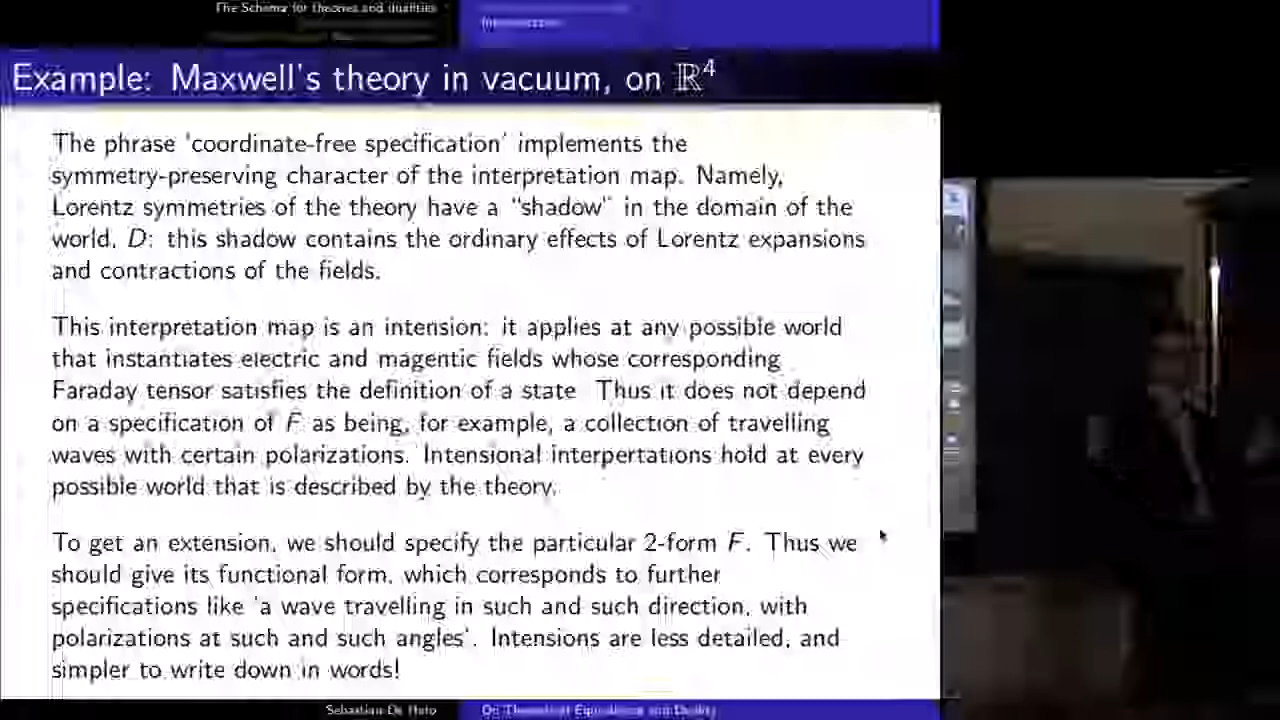 The Schema for theories and dualities
Example: Maxwell's theory in vacuum, on ℝ⁴
The phrase 'coordinate-free specification' implements the
symmetry-preserving character of the interpretation map. Namely,
Lorentz symmetries of the theory have a "shadow" in the domain of the
world, D: this shadow contains the ordinary effects of Lorentz expansions
and contractions of the fields.
This interpretation map is an intension: it applies at any possible world
that instantiates electric and magentic fields whose corresponding
Faraday tensor satisfies the definition of a state. Thus it does not depend
on a specification of F as being, for example, a collection of travelling
waves with certain polarizations. Intensional interpertations hold at every
possible world that is described by the theory.
To get an extension, we should specify the particular 2-form F. Thus we
should give its functional form, which corresponds to further
specifications like 'a wave travelling in such and such direction, with
polarizations at such and such angles'. Intensions are less detailed, and
simpler to write down in words!
Sebastian De Haro
On Theoretical Equivalence and Duality